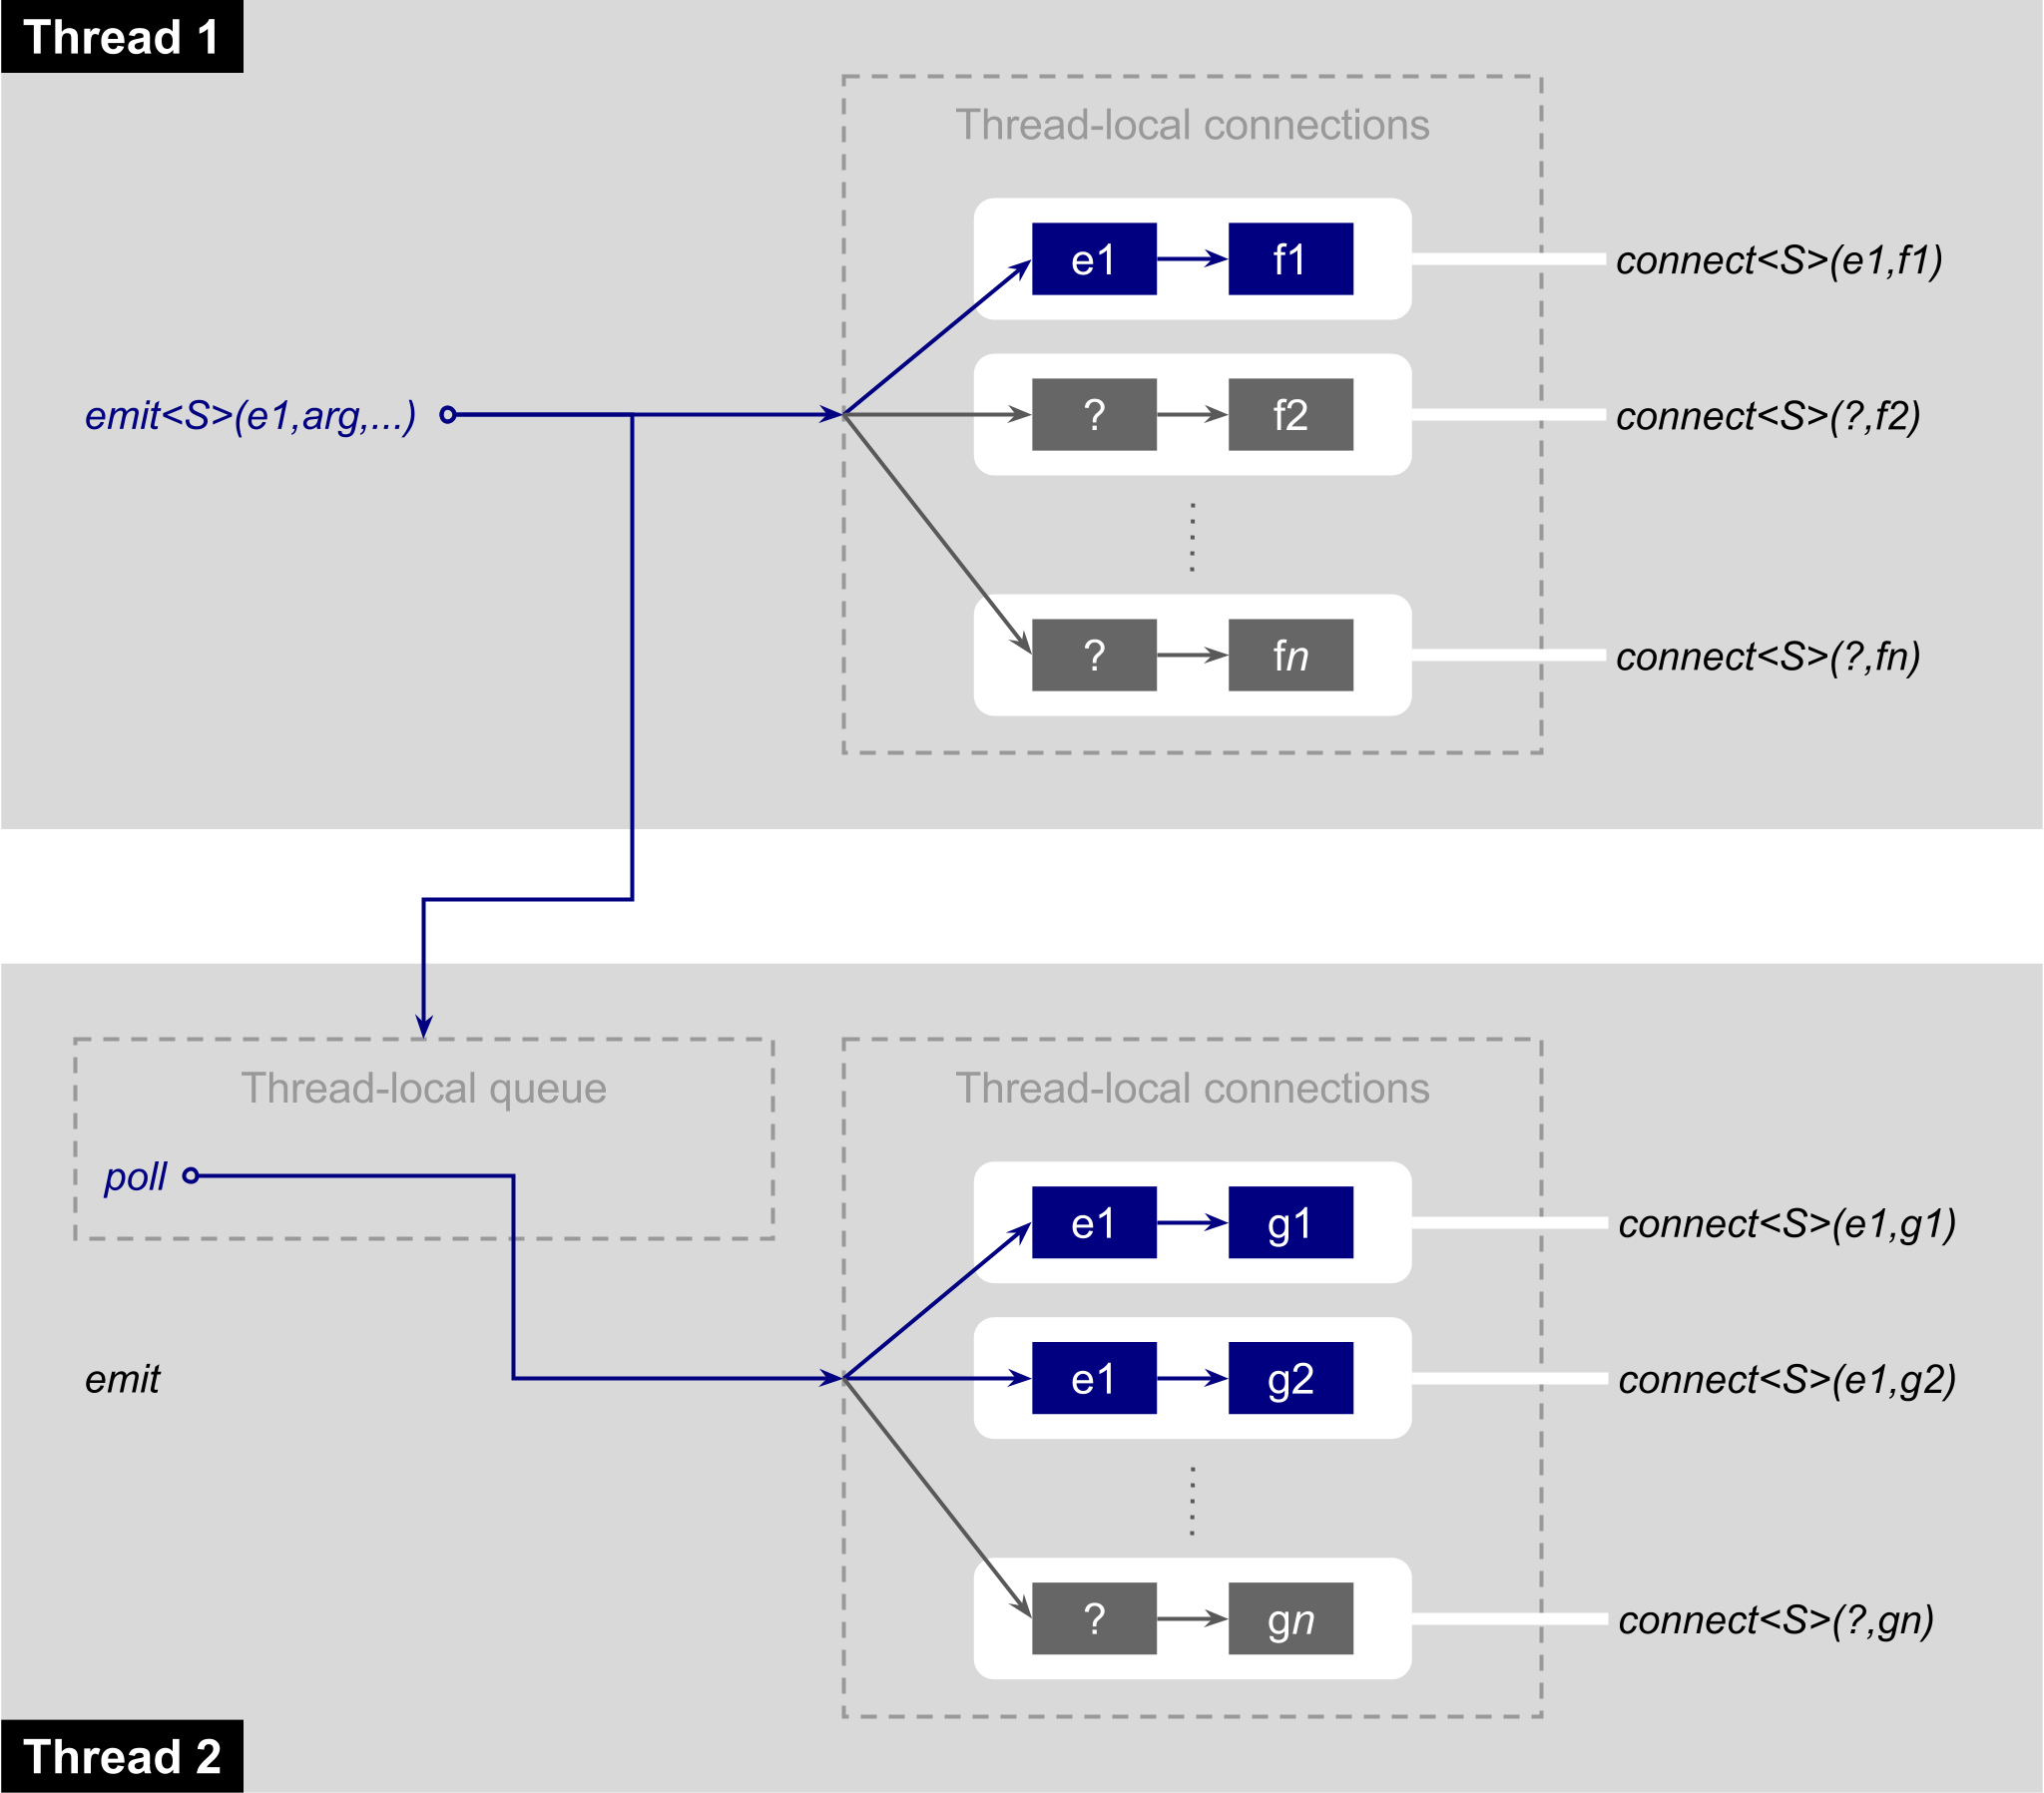 Thread 1
Thread-local connections
e1 f1 connect<S>(e1,f1)
emit<S>(e1,arg,...) ? f2 connect<S>(?,f2)
? fn connect<S>(?,fn)
Thread-local queue Thread-local connections
poll e1 g1 connect<S>(e1,g1)
emit e1 g2 connect<S>(e1,g2)
? gn connect<S>(?,gn)
Thread 2